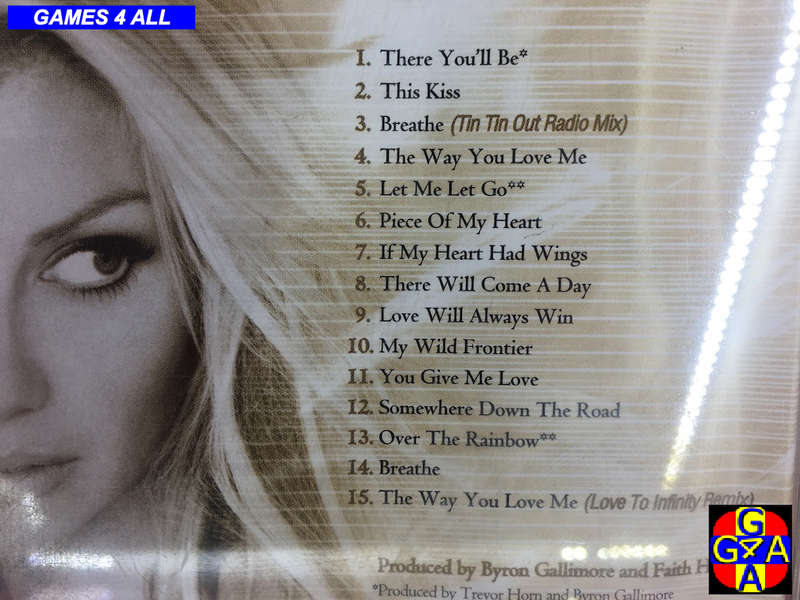 GAMES 4 ALL
1. There You'll Be*
2. This Kiss
3. Breathe (Tin Tin Out Radio Mix)
4. The Way You Love Me
5. Let Me Let Go**
6. Piece Of My Heart
7. If My Heart Had Wings
8. There Will Come A Day
9. Love Will Always Win
10. My Wild Frontier
11. You Give Me Love
12. Somewhere Down The Road
13. Over The Rainbow**
14. Breathe
15. The Way You Love Me (Love To Infinity Remix)
Produced by Byron Gallimore and Faith H
*Produced by Trevor Horn and Byron Gallimore
G
G4A
A